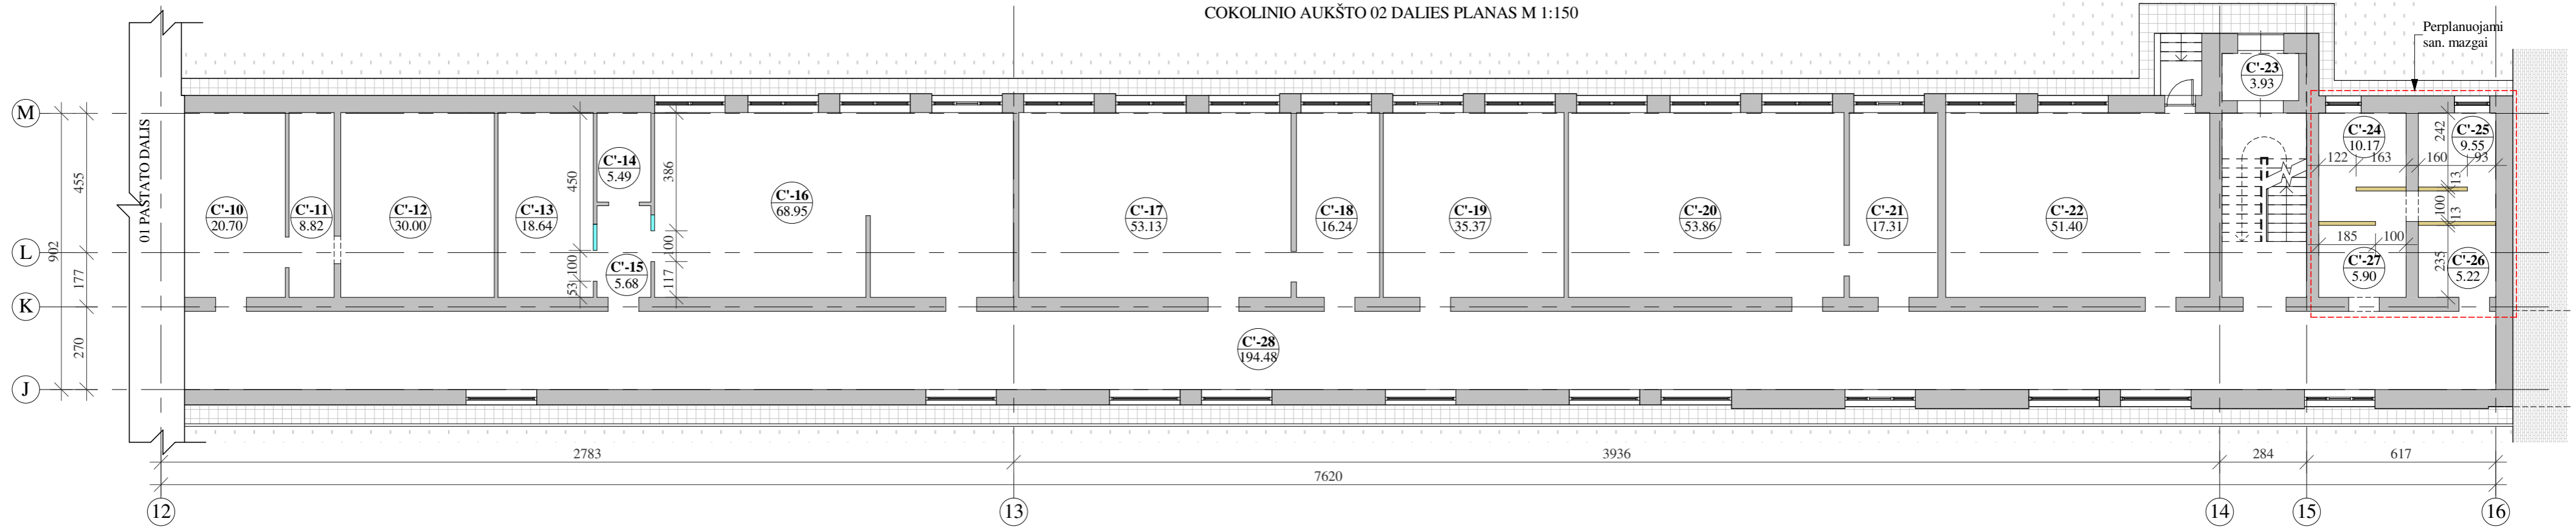 COKOLINIO AUKŠTO 02 DALIES PLANAS M 1:150
Perplanuojami
san. mazgai
01 PASTATO DALIS
M
L
K
J
455
177
270
902
C'-10
20.70
C'-11
8.82
C'-12
30.00
C'-13
18.64
450
100
53
C'-14
5.49
C'-15
5.68
386
100
117
C'-16
68.95
C'-17
53.13
C'-18
16.24
C'-19
35.37
C'-20
53.86
C'-21
17.31
C'-22
51.40
C'-23
3.93
C'-24
10.17
C'-25
9.55
242
122
163
160
93
13
100
13
185
100
235
C'-27
5.90
C'-26
5.22
C'-28
194.48
2783
3936
284
617
7620
12
13
14
15
16